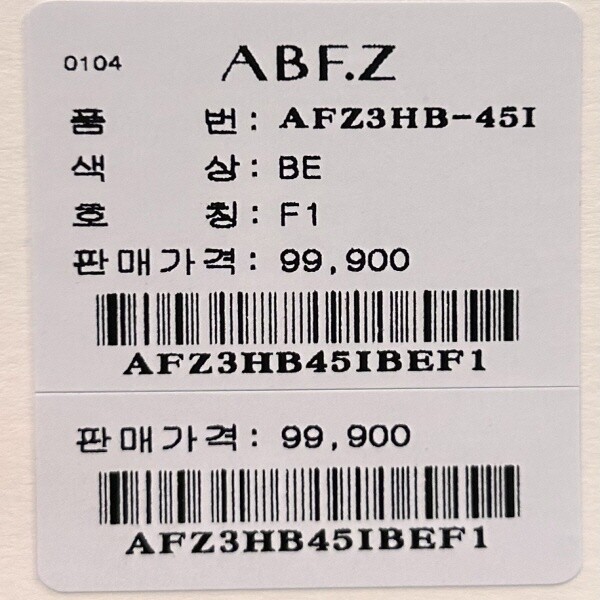 0104 ABF.Z
품 번 : AFZ3HB-45I
색 상 : BE
호 칭 : F1
판매가격 : 99,900
AFZ3HB45IBEF1
판매가격 : 99,900
AFZ3HB45IBEF1